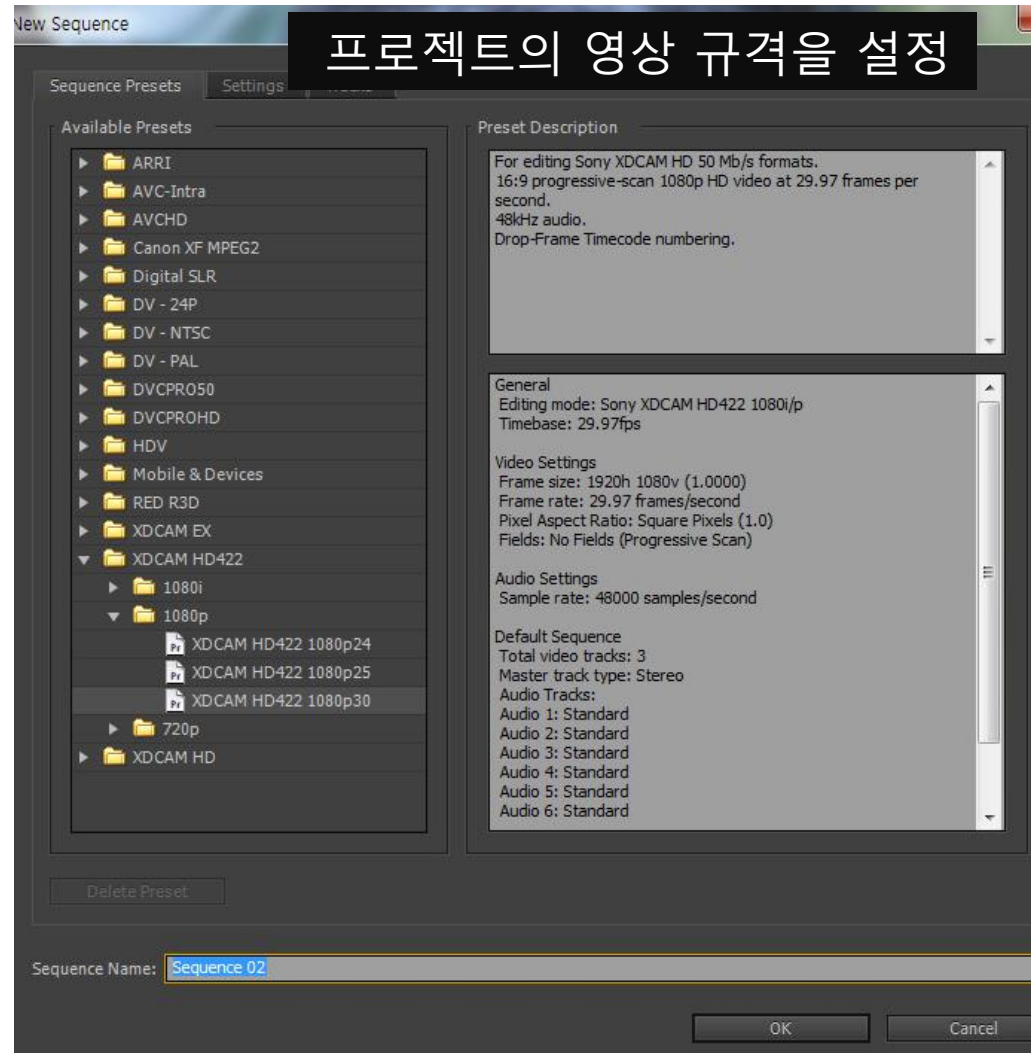 New Sequence
프로젝트의 영상 규격을 설정
Sequence Presets
Settings
Available Presets
ARRI
AVC-Intra
AVCHD
Canon XF MPEG2
Digital SLR
DV - 24P
DV - NTSC
DV - PAL
DVCPRO50
DVCPROHD
HDV
Mobile & Devices
RED R3D
XDCAM EX
XDCAM HD422
1080i
1080p
XDCAM HD422 1080p24
XDCAM HD422 1080p25
XDCAM HD422 1080p30
720p
XDCAM HD
Preset Description
For editing Sony XDCAM HD 50 Mb/s formats.
16:9 progressive-scan 1080p HD video at 29.97 frames per
second.
48kHz audio.
Drop-Frame Timecode numbering.
General
Editing mode: Sony XDCAM HD422 1080i/p
Timebase: 29.97fps
Video Settings
Frame size: 1920h 1080v (1.0000)
Frame rate: 29.97 frames/second
Pixel Aspect Ratio: Square Pixels (1.0)
Fields: No Fields (Progressive Scan)
Audio Settings
Sample rate: 48000 samples/second
Default Sequence
Total video tracks: 3
Master track type: Stereo
Audio Tracks:
Audio 1: Standard
Audio 2: Standard
Audio 3: Standard
Audio 4: Standard
Audio 5: Standard
Audio 6: Standard
Delete Preset
Sequence Name: Sequence 02
OK
Cancel